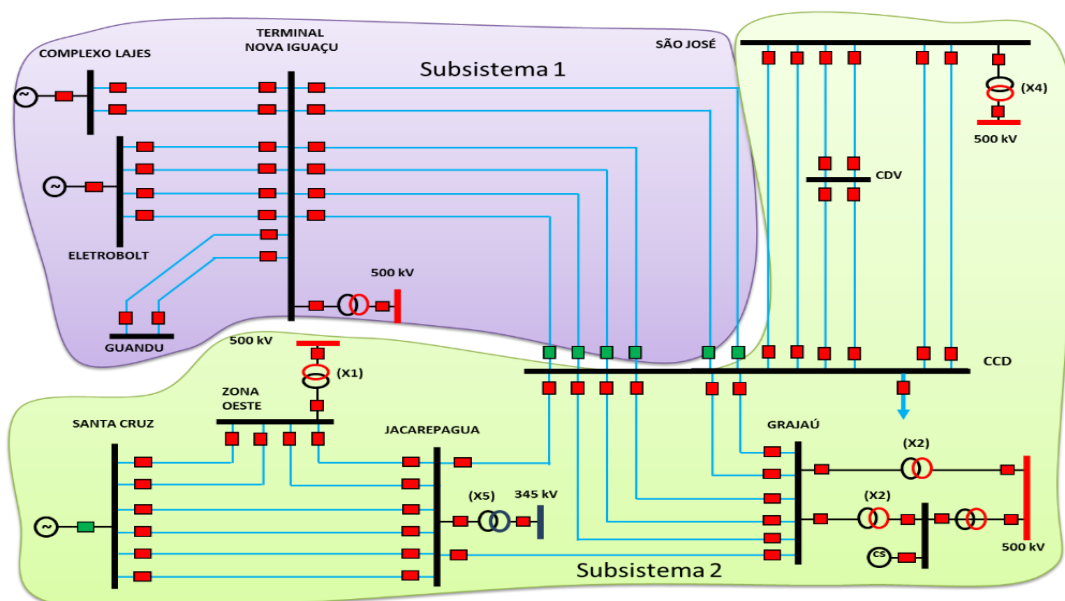 TERMINAL
NOVA IGUAÇU
COMPLEXO LAJES
SÃO JOSÉ
Subsistema 1
~
(X4)
500 kV
CDV
~
ELETROBOLT
500 kV
GUANDU
500 kV
(X1)
CCD
ZONA
OESTE
SANTA CRUZ
JACAREPAGUA
GRAJAÚ
(X2)
(X5)
345 kV
(X2)
~
CS
500 kV
Subsistema 2